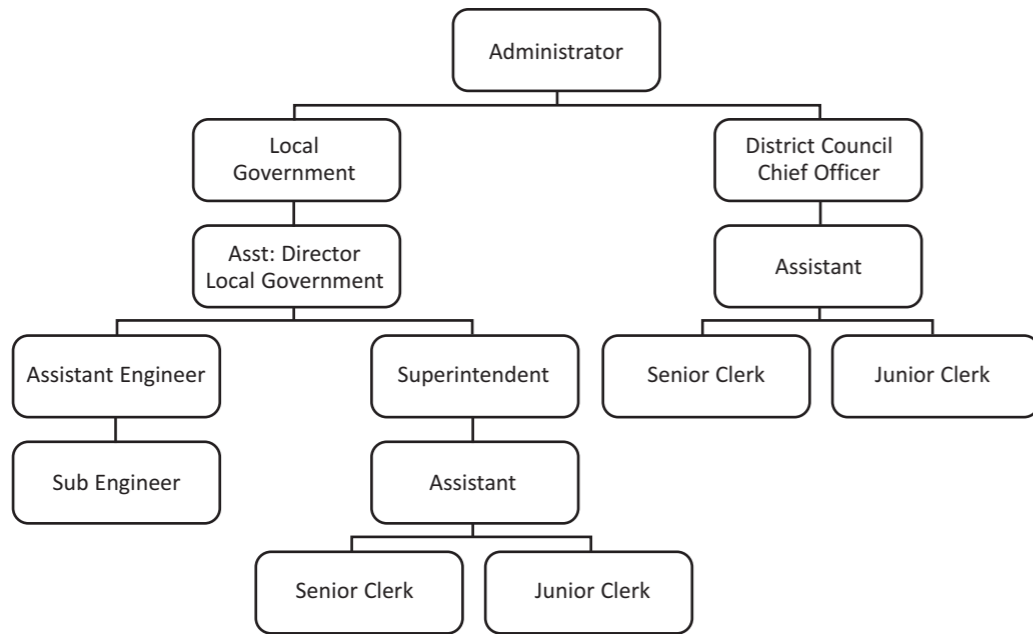 Administrator
Local
Government
District Council
Chief Officer
Asst: Director
Local Government
Assistant
Assistant Engineer
Superintendent
Senior Clerk
Junior Clerk
Sub Engineer
Assistant
Senior Clerk
Junior Clerk